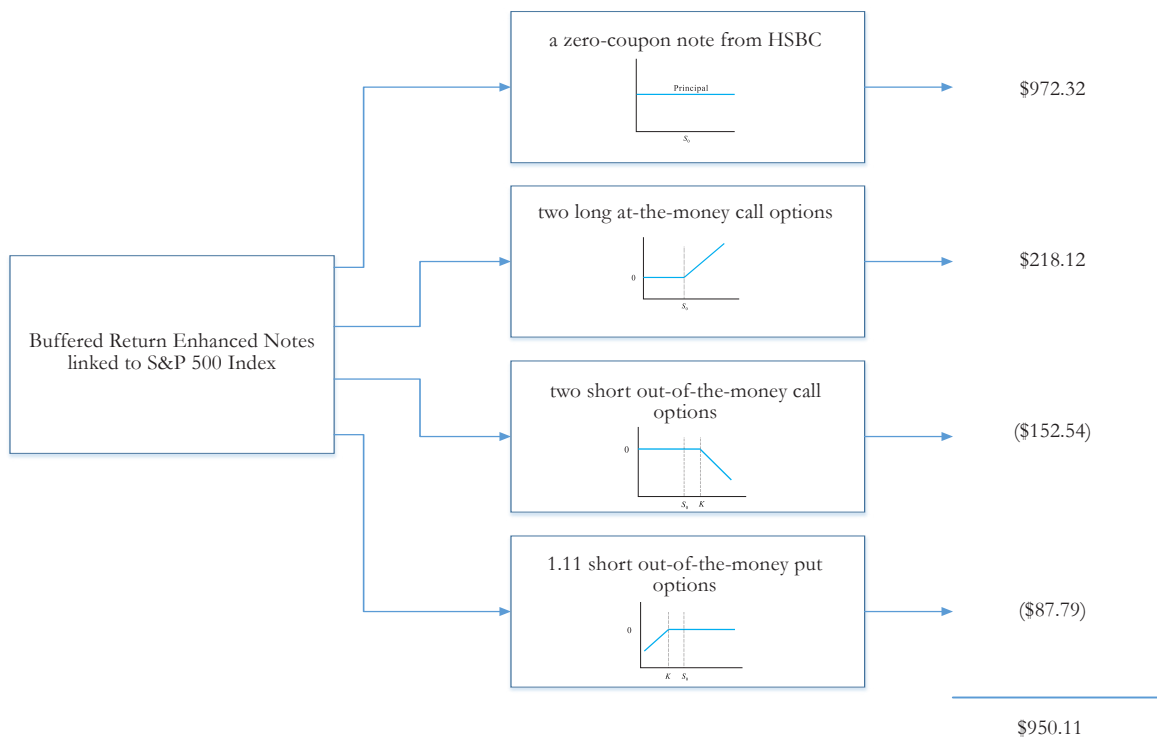 a zero-coupon note from HSBC
Principal
S₀
$972.32
two long at-the-money call options
0
S₀
$218.12
Buffered Return Enhanced Notes
linked to S&P 500 Index
two short out-of-the-money call
options
0
S₀ K
($152.54)
1.11 short out-of-the-money put
options
0
K S₀
($87.79)
$950.11